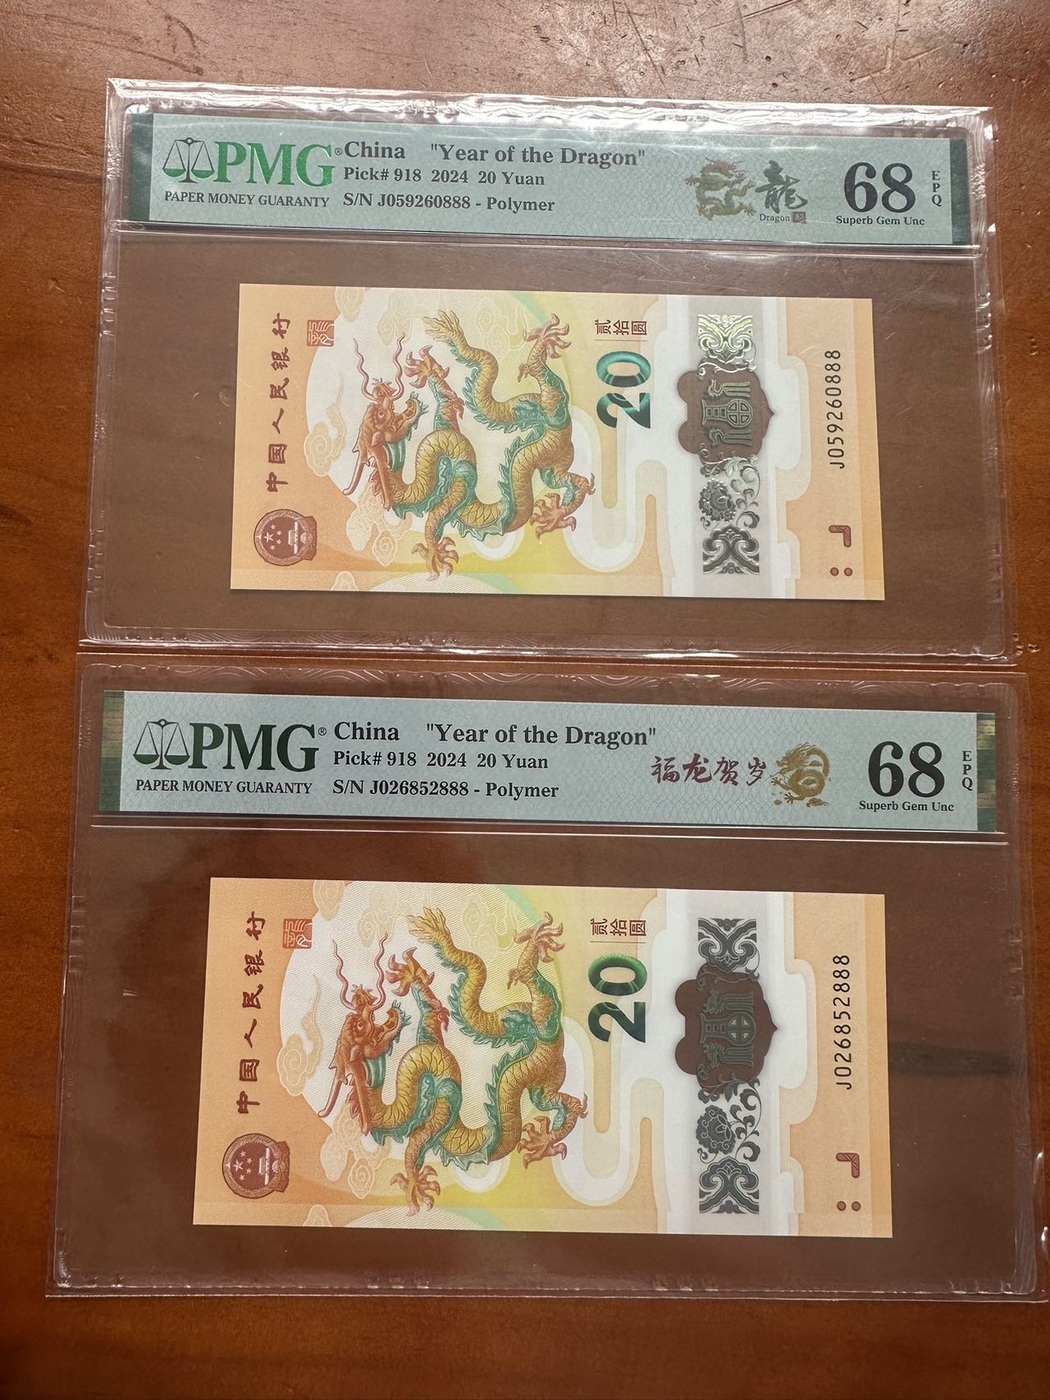 PMG® China "Year of the Dragon"
Pick# 918 2024 20 Yuan
PAPER MONEY GUARANTY S/N J059260888 - Polymer
龍
Dragon
68 EPQ
Superb Gem Unc
中国人民银行
贰拾圆
20
福
J059260888
PMG® China "Year of the Dragon"
Pick# 918 2024 20 Yuan
PAPER MONEY GUARANTY S/N J026852888 - Polymer
福龙贺岁
68 EPQ
Superb Gem Unc
中国人民银行
贰拾圆
20
福
J026852888